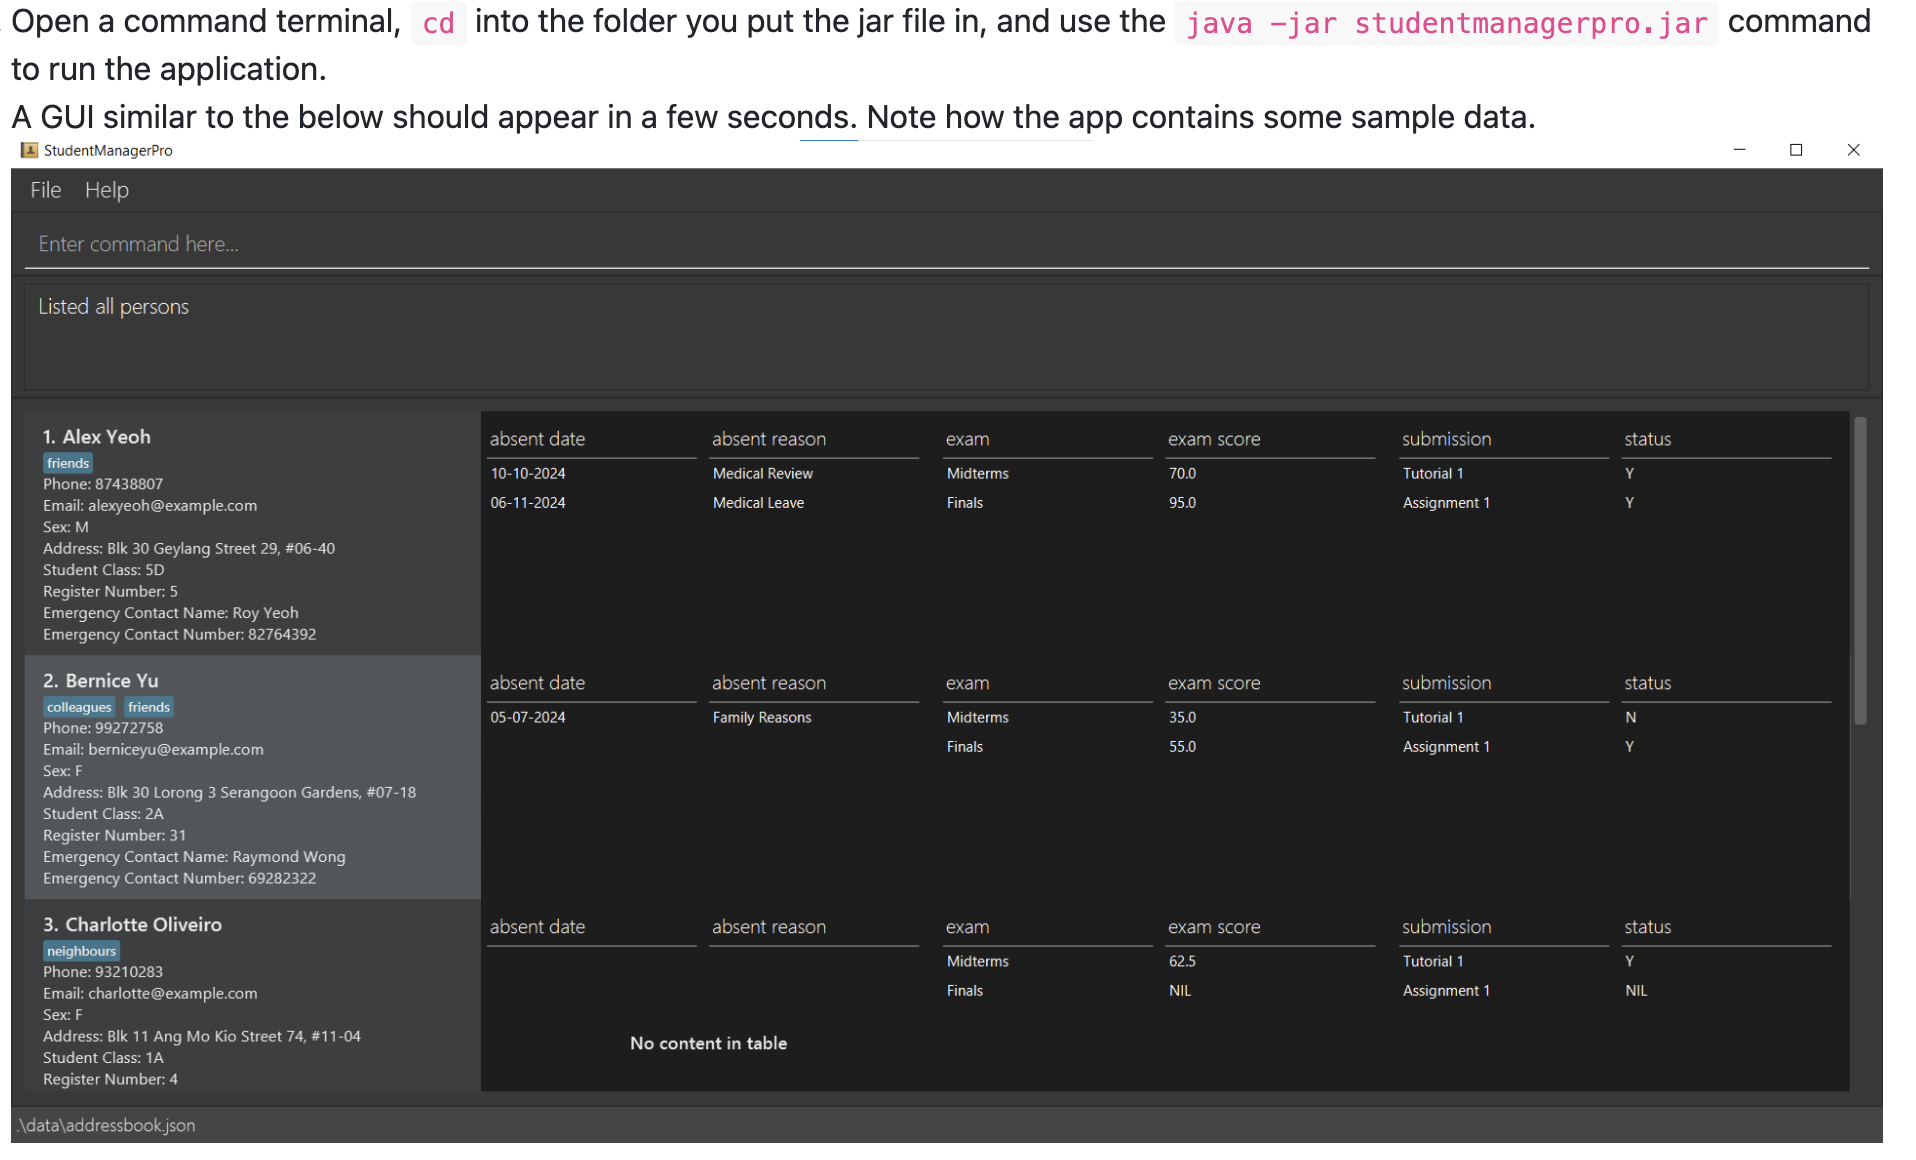 Open a command terminal, cd into the folder you put the jar file in, and use the java -jar studentmanagerpro.jar command
to run the application.
A GUI similar to the below should appear in a few seconds. Note how the app contains some sample data.
StudentManagerPro
File Help
Enter command here...
Listed all persons
1. Alex Yeoh
friends
Phone: 87438807
Email: alexyeoh@example.com
Sex: M
Address: Blk 30 Geylang Street 29, #06-40
Student Class: 5D
Register Number: 5
Emergency Contact Name: Roy Yeoh
Emergency Contact Number: 82764392
absent date absent reason exam exam score submission status
10-10-2024 Medical Review Midterms 70.0 Tutorial 1 Y
06-11-2024 Medical Leave Finals 95.0 Assignment 1 Y
2. Bernice Yu
colleagues friends
Phone: 99272758
Email: berniceyu@example.com
Sex: F
Address: Blk 30 Lorong 3 Serangoon Gardens, #07-18
Student Class: 2A
Register Number: 31
Emergency Contact Name: Raymond Wong
Emergency Contact Number: 69282322
absent date absent reason exam exam score submission status
05-07-2024 Family Reasons Midterms 35.0 Tutorial 1 N
Finals 55.0 Assignment 1 Y
3. Charlotte Oliveiro
neighbours
Phone: 93210283
Email: charlotte@example.com
Sex: F
Address: Blk 11 Ang Mo Kio Street 74, #11-04
Student Class: 1A
Register Number: 4
absent date absent reason exam exam score submission status
Midterms 62.5 Tutorial 1 Y
Finals NIL Assignment 1 NIL
No content in table
.\data\addressbook.json